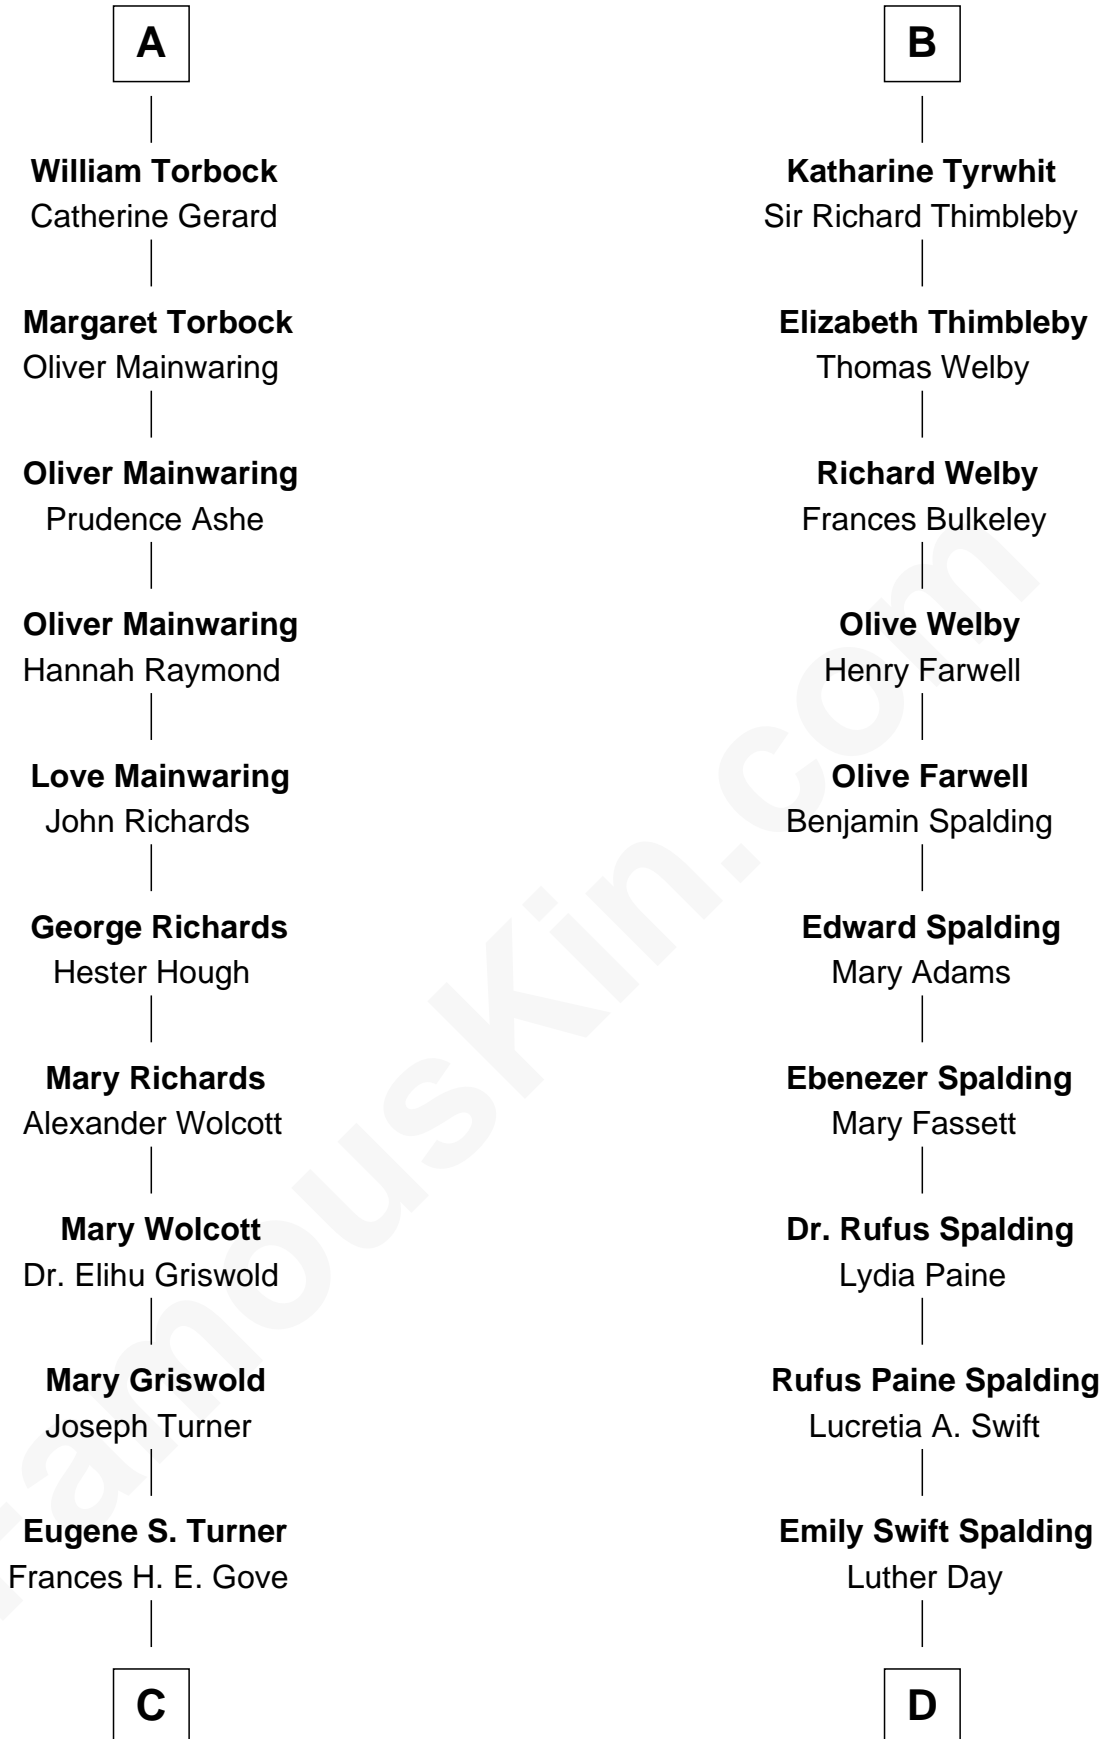 A
William Torbock
Catherine Gerard
Margaret Torbock
Oliver Mainwaring
Oliver Mainwaring
Prudence Ashe
Oliver Mainwaring
Hannah Raymond
Love Mainwaring
John Richards
George Richards
Hester Hough
Mary Richards
Alexander Wolcott
Mary Wolcott
Dr. Elihu Griswold
Mary Griswold
Joseph Turner
Eugene S. Turner
Frances H. E. Gove
C
B
Katharine Tyrwhit
Sir Richard Thimbleby
Elizabeth Thimbleby
Thomas Welby
Richard Welby
Frances Bulkeley
Olive Welby
Henry Farwell
Olive Farwell
Benjamin Spalding
Edward Spalding
Mary Adams
Ebenezer Spalding
Mary Fassett
Dr. Rufus Spalding
Lydia Paine
Rufus Paine Spalding
Lucretia A. Swift
Emily Swift Spalding
Luther Day
D
FamousKin.com